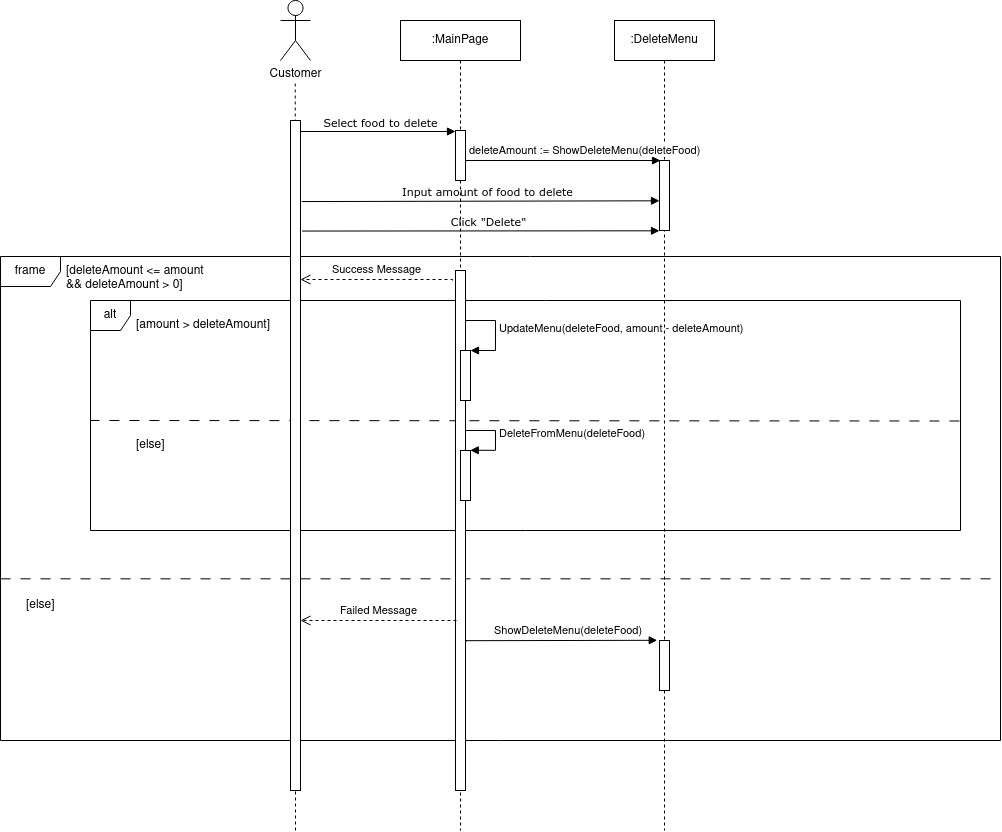 :MainPage
:DeleteMenu
Customer
Select food to delete
deleteAmount := ShowDeleteMenu(deleteFood)
Input amount of food to delete
Click "Delete"
frame
[deleteAmount <= amount
&& deleteAmount > 0]
Success Message
alt
[amount > deleteAmount]
UpdateMenu(deleteFood, amount - deleteAmount)
[else]
DeleteFromMenu(deleteFood)
[else]
Failed Message
ShowDeleteMenu(deleteFood)